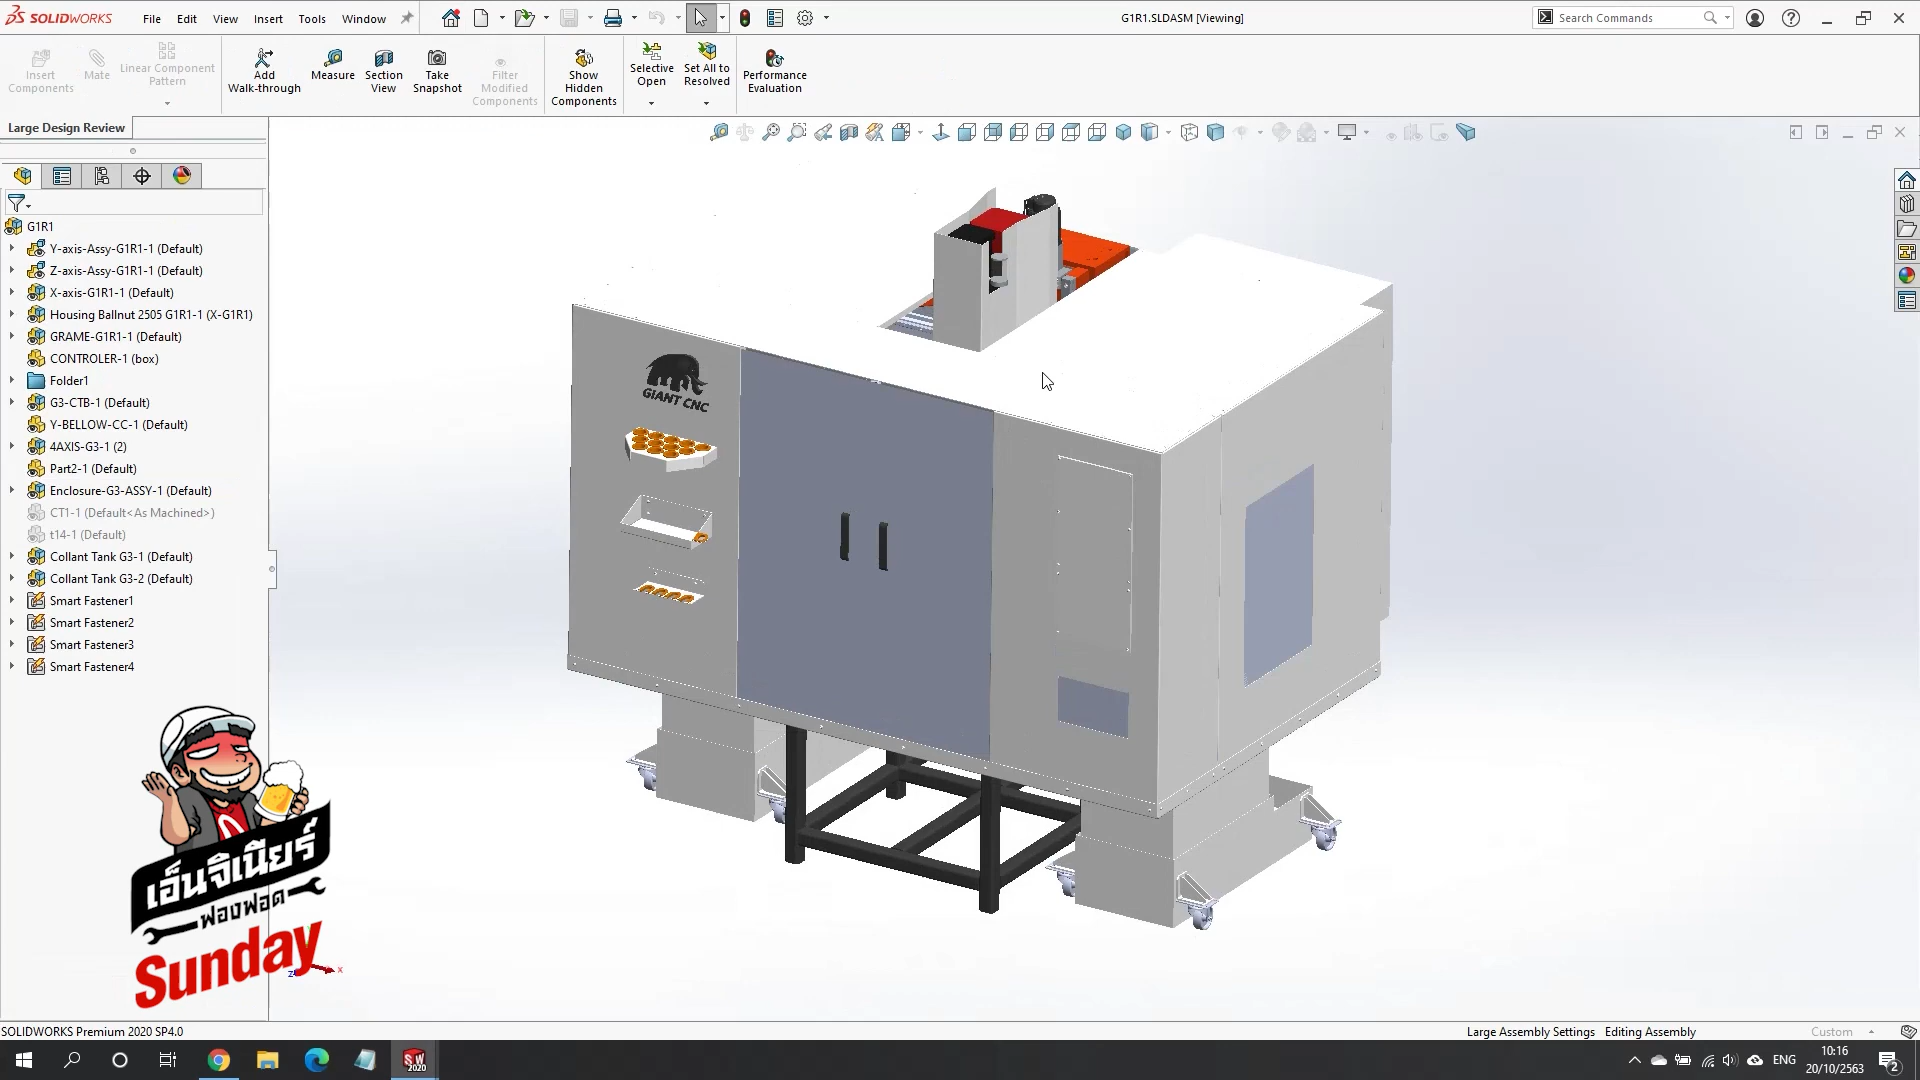 SOLIDWORKS
File Edit View Insert Tools Window
G1R1.SLDASM [Viewing]
Search Commands
Insert Components
Mate
Linear Component Pattern
Add Walk-through
Measure
Section View
Take Snapshot
Filter Modified Components
Show Hidden Components
Selective Open
Set All to Resolved
Performance Evaluation
Large Design Review
G1R1
Y-axis-Assy-G1R1-1 (Default)
Z-axis-Assy-G1R1-1 (Default)
X-axis-G1R1-1 (Default)
Housing Ballnut 2505 G1R1-1 (X-G1R1)
GRAME-G1R1-1 (Default)
CONTROLER-1 (box)
Folder1
G3-CTB-1 (Default)
Y-BELLOW-CC-1 (Default)
4AXIS-G3-1 (2)
Part2-1 (Default)
Enclosure-G3-ASSY-1 (Default)
CT1-1 (Default<As Machined>)
t14-1 (Default)
Collant Tank G3-1 (Default)
Collant Tank G3-2 (Default)
Smart Fastener1
Smart Fastener2
Smart Fastener3
Smart Fastener4
GiANT CNC
เอ็นจิเนียร์
ฟองฟอด
Sunday
Z X
SOLIDWORKS Premium 2020 SP4.0
Large Assembly Settings Editing Assembly
Custom
SW 2020
ENG
10:16
20/10/2563
2